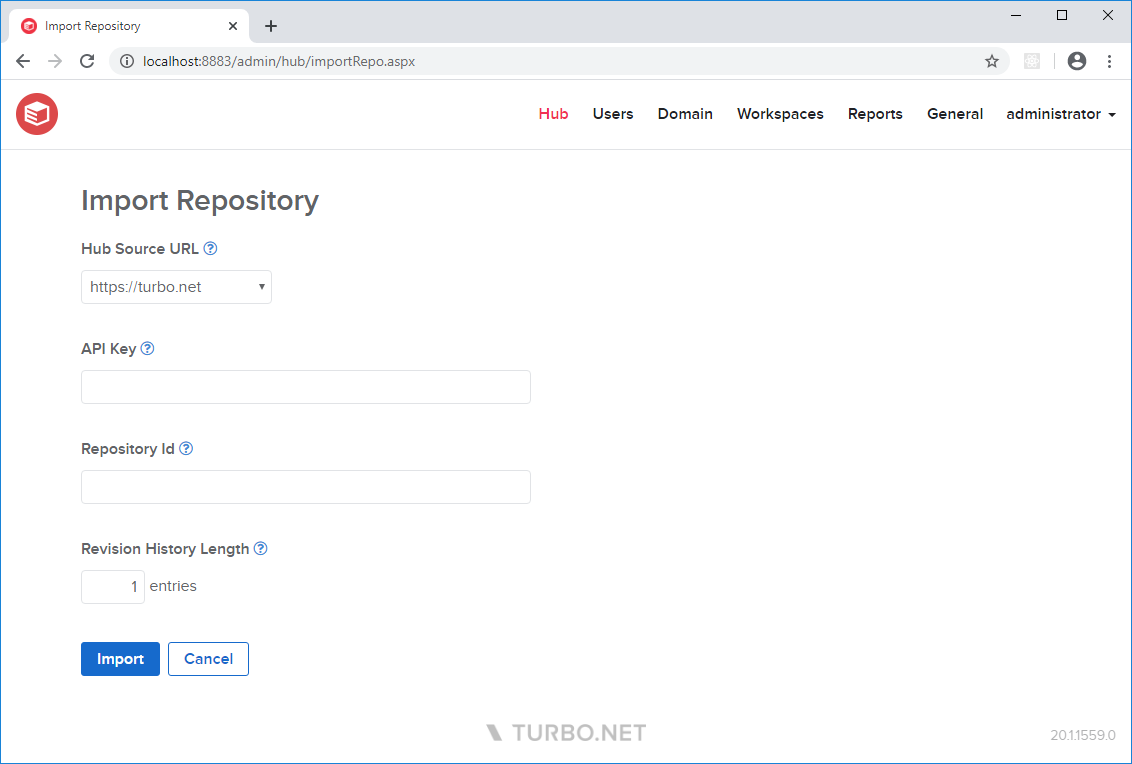 Import Repository
localhost:8883/admin/hub/importRepo.aspx
Hub Users Domain Workspaces Reports General administrator
Import Repository
Hub Source URL ?
https://turbo.net
API Key ?
Repository Id ?
Revision History Length ?
1 entries
Import Cancel
TURBO.NET
20.1.1559.0